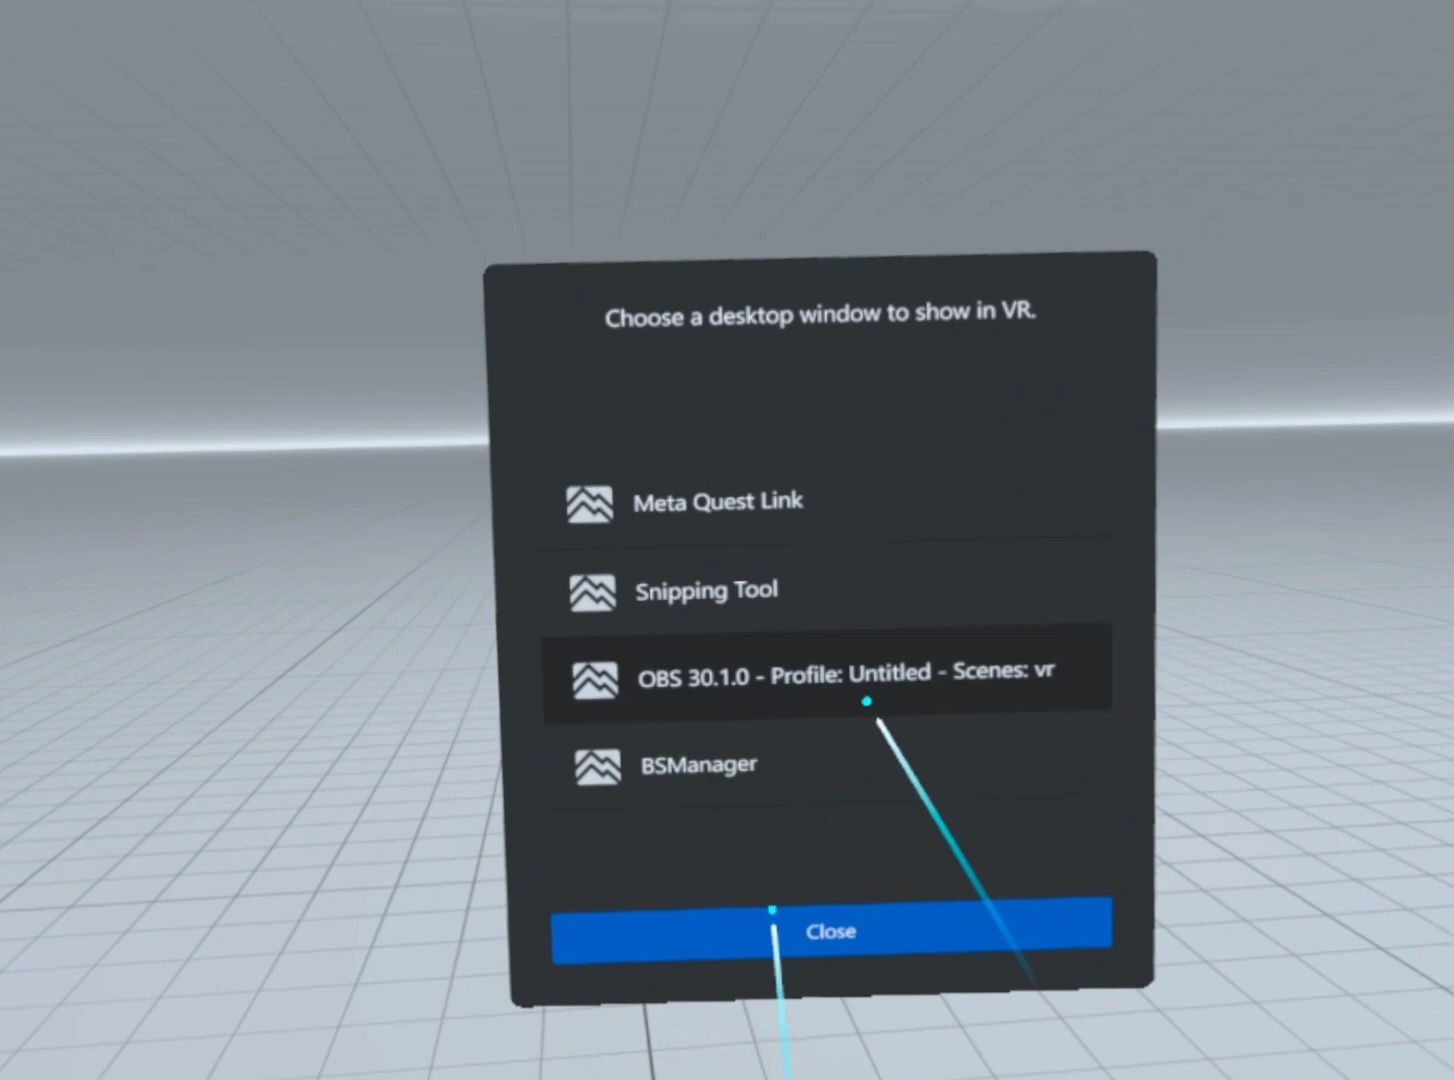 Choose a desktop window to show in VR.
Meta Quest Link
Snipping Tool
OBS 30.1.0 - Profile: Untitled - Scenes: vr
BSManager
Close